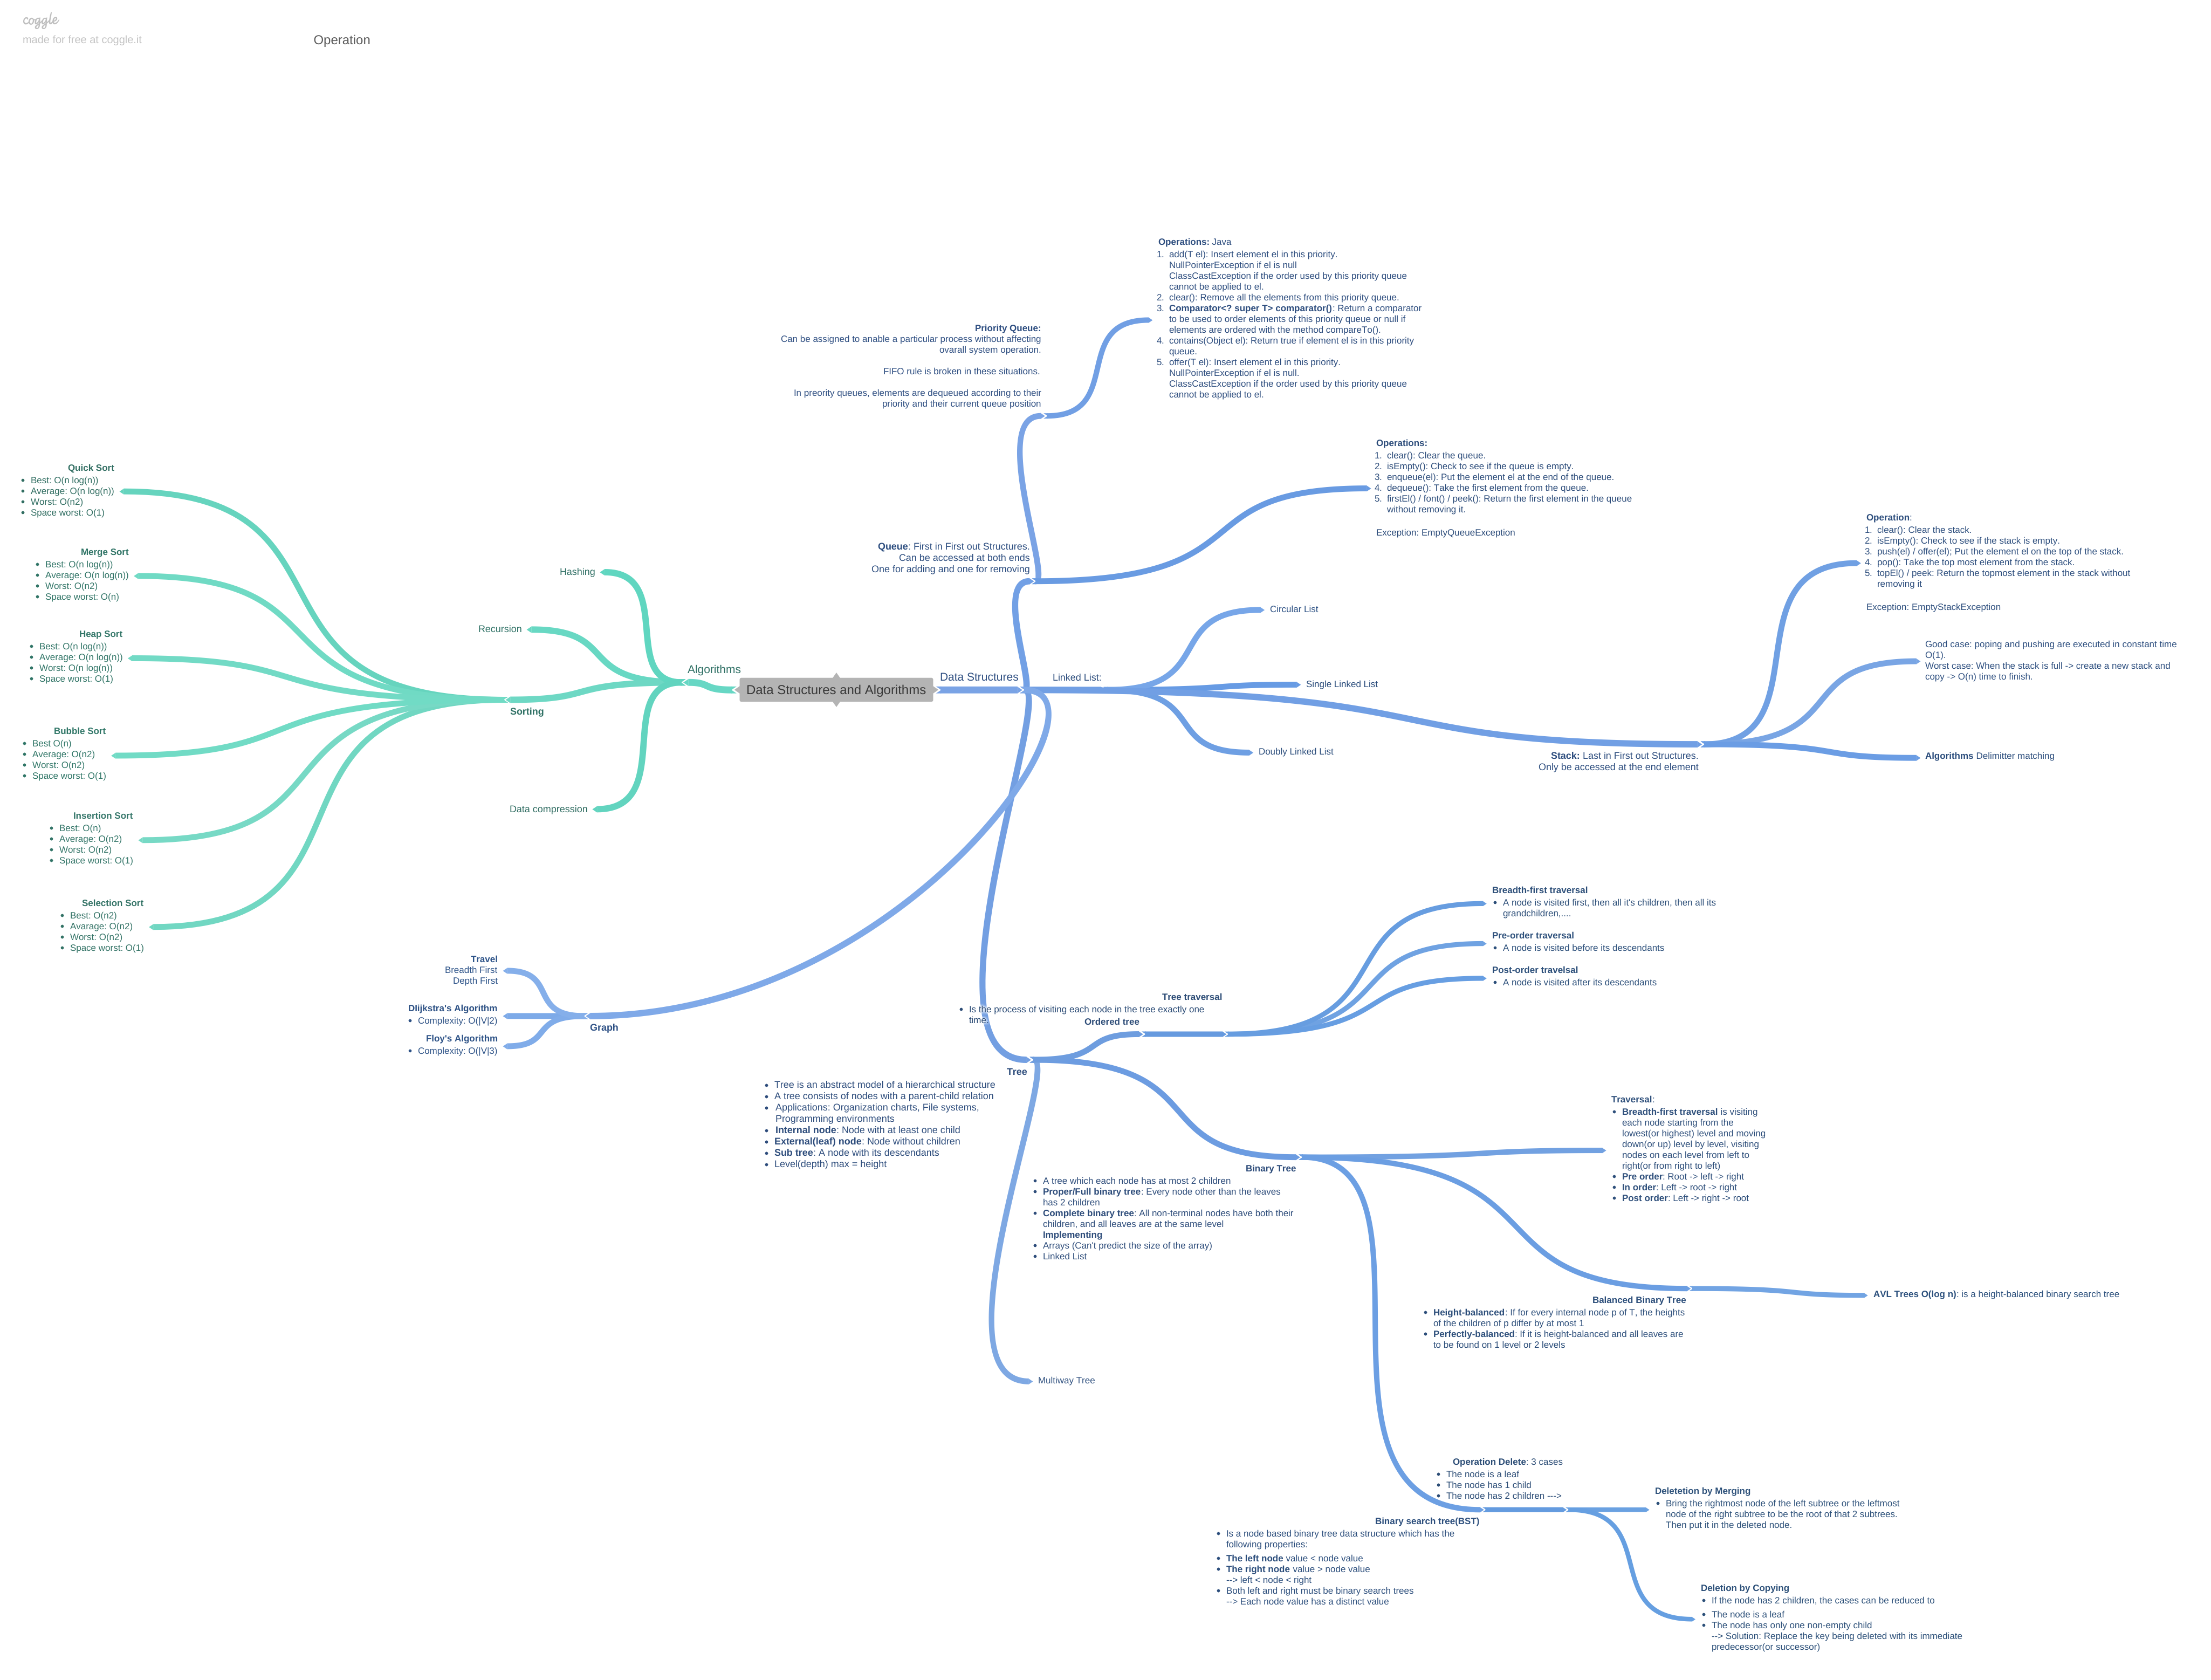 coggle
made for free at coggle.it
Operation
Operations: Java
1. add(T el): Insert element el in this priority.
NullPointerException if el is null
ClassCastException if the order used by this priority queue
cannot be applied to el.
2. clear(): Remove all the elements from this priority queue.
3. Comparator<? super T> comparator(): Return a comparator
to be used to order elements of this priority queue or null if
elements are ordered with the method compareTo().
4. contains(Object el): Return true if element el is in this priority
queue.
5. offer(T el): Insert element el in this priority.
NullPointerException if el is null.
ClassCastException if the order used by this priority queue
cannot be applied to el.
Priority Queue:
Can be assigned to anable a particular process without affecting
ovarall system operation.
FIFO rule is broken in these situations.
In preority queues, elements are dequeued according to their
priority and their current queue position
Operations:
1. clear(): Clear the queue.
2. isEmpty(): Check to see if the queue is empty.
3. enqueue(el): Put the element el at the end of the queue.
4. dequeue(): Take the first element from the queue.
5. firstEl() / font() / peek(): Return the first element in the queue
without removing it.
Exception: EmptyQueueException
Queue: First in First out Structures.
Can be accessed at both ends
One for adding and one for removing
Operation:
1. clear(): Clear the stack.
2. isEmpty(): Check to see if the stack is empty.
3. push(el) / offer(el); Put the element el on the top of the stack.
4. pop(): Take the top most element from the stack.
5. topEl() / peek: Return the topmost element in the stack without
removing it
Exception: EmptyStackException
Good case: poping and pushing are executed in constant time
O(1).
Worst case: When the stack is full -> create a new stack and
copy -> O(n) time to finish.
Algorithms Delimitter matching
Stack: Last in First out Structures.
Only be accessed at the end element
Circular List
Single Linked List
Doubly Linked List
Linked List:
Data Structures
Data Structures and Algorithms
Algorithms
Hashing
Recursion
Sorting
Data compression
Quick Sort
• Best: O(n log(n))
• Average: O(n log(n))
• Worst: O(n2)
• Space worst: O(1)
Merge Sort
• Best: O(n log(n))
• Average: O(n log(n))
• Worst: O(n2)
• Space worst: O(n)
Heap Sort
• Best: O(n log(n))
• Average: O(n log(n))
• Worst: O(n log(n))
• Space worst: O(1)
Bubble Sort
• Best O(n)
• Average: O(n2)
• Worst: O(n2)
• Space worst: O(1)
Insertion Sort
• Best: O(n)
• Average: O(n2)
• Worst: O(n2)
• Space worst: O(1)
Selection Sort
• Best: O(n2)
• Avarage: O(n2)
• Worst: O(n2)
• Space worst: O(1)
Travel
Breadth First
Depth First
DIijkstra's Algorithm
• Complexity: O(|V|2)
Floy's Algorithm
• Complexity: O(|V|3)
Graph
Breadth-first traversal
• A node is visited first, then all it's children, then all its
grandchildren,....
Pre-order traversal
• A node is visited before its descendants
Post-order travelsal
• A node is visited after its descendants
Tree traversal
• Is the process of visiting each node in the tree exactly one
time.
Ordered tree
Tree
• Tree is an abstract model of a hierarchical structure
• A tree consists of nodes with a parent-child relation
• Applications: Organization charts, File systems,
Programming environments
• Internal node: Node with at least one child
• External(leaf) node: Node without children
• Sub tree: A node with its descendants
• Level(depth) max = height
Traversal:
• Breadth-first traversal is visiting
each node starting from the
lowest(or highest) level and moving
down(or up) level by level, visiting
nodes on each level from left to
right(or from right to left)
• Pre order: Root -> left -> right
• In order: Left -> root -> right
• Post order: Left -> right -> root
Binary Tree
• A tree which each node has at most 2 children
• Proper/Full binary tree: Every node other than the leaves
has 2 children
• Complete binary tree: All non-terminal nodes have both their
children, and all leaves are at the same level
Implementing
• Arrays (Can't predict the size of the array)
• Linked List
Balanced Binary Tree
• Height-balanced: If for every internal node p of T, the heights
of the children of p differ by at most 1
• Perfectly-balanced: If it is height-balanced and all leaves are
to be found on 1 level or 2 levels
AVL Trees O(log n): is a height-balanced binary search tree
Multiway Tree
Operation Delete: 3 cases
• The node is a leaf
• The node has 1 child
• The node has 2 children --->
Binary search tree(BST)
• Is a node based binary tree data structure which has the
following properties:
• The left node value < node value
• The right node value > node value
--> left < node < right
• Both left and right must be binary search trees
--> Each node value has a distinct value
Deletetion by Merging
• Bring the rightmost node of the left subtree or the leftmost
node of the right subtree to be the root of that 2 subtrees.
Then put it in the deleted node.
Deletion by Copying
• If the node has 2 children, the cases can be reduced to
• The node is a leaf
• The node has only one non-empty child
--> Solution: Replace the key being deleted with its immediate
predecessor(or successor)